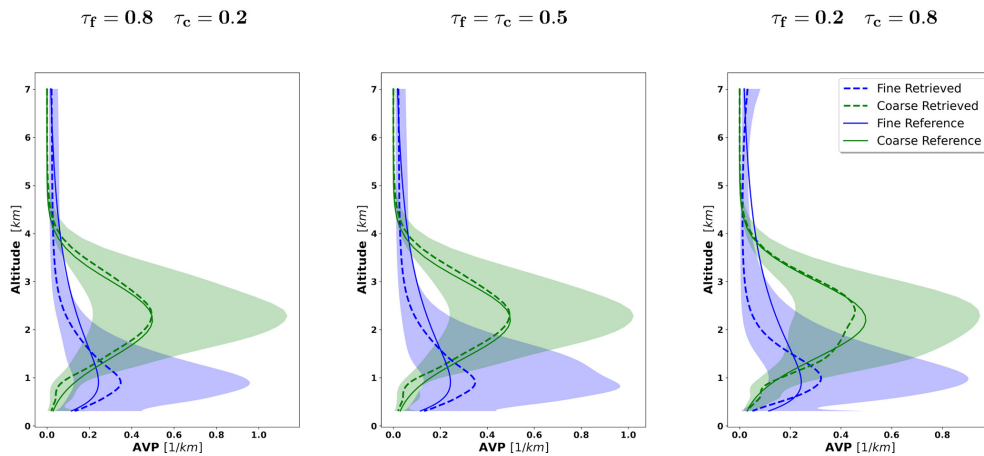 τf = 0.8 τc = 0.2
τf = τc = 0.5
τf = 0.2 τc = 0.8
7
6
5
4
3
2
1
0
Altitude [km]
0.0 0.2 0.4 0.6 0.8 1.0
AVP [1/km]
7
6
5
4
3
2
1
0
Altitude [km]
0.0 0.2 0.4 0.6 0.8 1.0
AVP [1/km]
Fine Retrieved
Coarse Retrieved
Fine Reference
Coarse Reference
7
6
5
4
3
2
1
0
Altitude [km]
0.0 0.2 0.4 0.6 0.8
AVP [1/km]